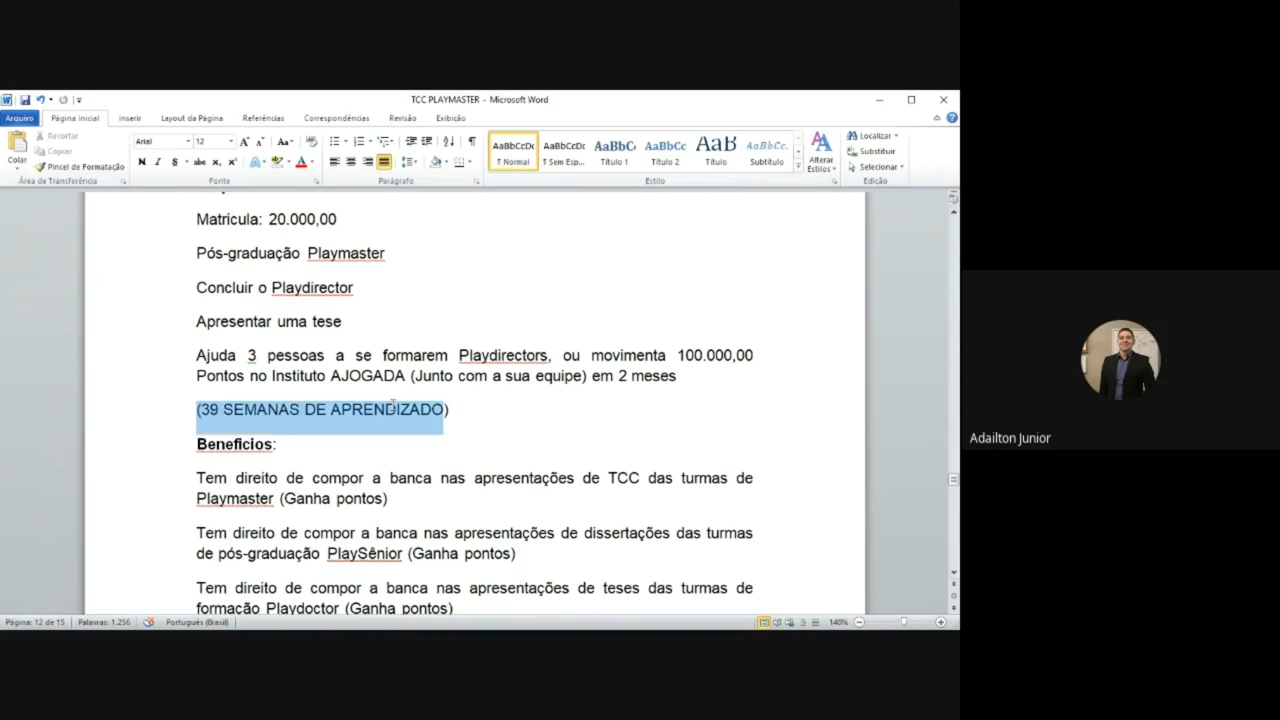 TCC PLAYMASTER - Microsoft Word
Arquivo Página Inicial Inserir Layout da Página Referências Correspondências Revisão Exibição
Colar
Recortar
Copiar
Pincel de Formatação
Área de Transferência
Arial 12
N I S abc x₂ x²
Fonte
Parágrafo
AaBbCcDc AaBbCcDc AaBbC AaBbCc AaB AaBbCc.
¶ Normal ¶ Sem Esp... Título 1 Título 2 Título Subtítulo
Alterar Estilos
Estilo
Localizar
Substituir
Selecionar
Edição
Matricula: 20.000,00
Pós-graduação Playmaster
Concluir o Playdirector
Apresentar uma tese
Ajuda 3 pessoas a se formarem Playdirectors, ou movimenta 100.000,00
Pontos no Instituto AJOGADA (Junto com a sua equipe) em 2 meses
(39 SEMANAS DE APRENDIZADO)
Beneficios:
Tem direito de compor a banca nas apresentações de TCC das turmas de
Playmaster (Ganha pontos)
Tem direito de compor a banca nas apresentações de dissertações das turmas
de pós-graduação PlaySênior (Ganha pontos)
Tem direito de compor a banca nas apresentações de teses das turmas de
formação Playdoctor (Ganha pontos)
Página: 12 de 15 Palavras: 1.256 Português (Brasil) 140%
Adailton Junior